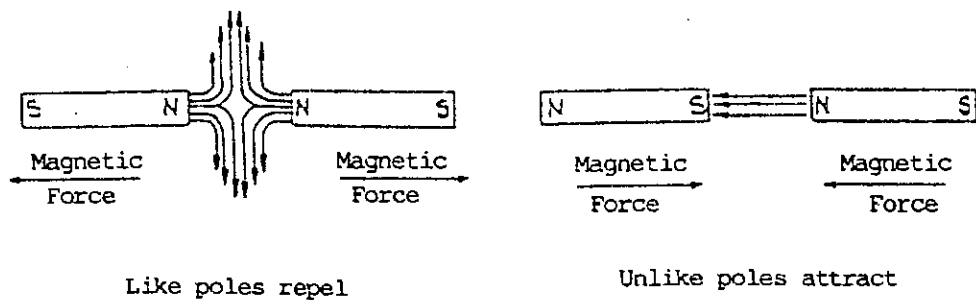 S N N S
N S N S
Magnetic
Force
Magnetic
Force
Magnetic
Force
Magnetic
Force
Like poles repel
Unlike poles attract